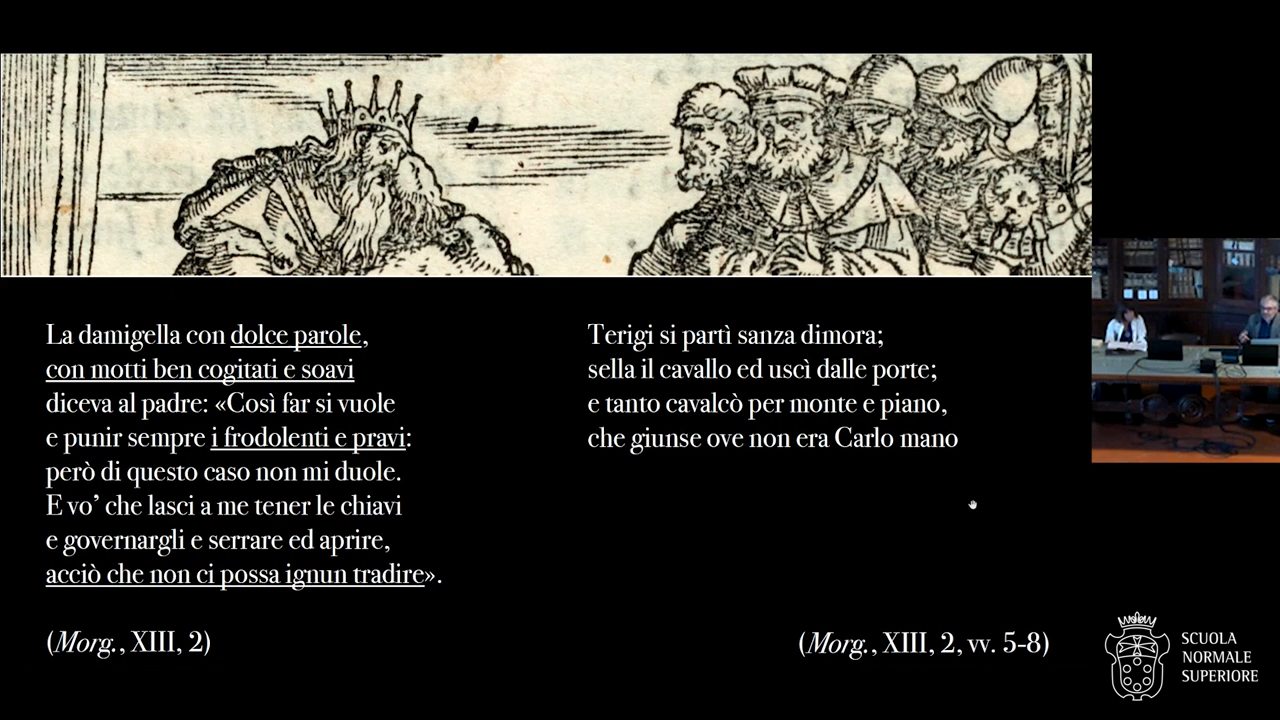 La damigella con dolce parole,
con motti ben cogitati e soavi
diceva al padre: «Così far si vuole
e punir sempre i frodolenti e pravi:
però di questo caso non mi duole.
E vo’ che lasci a me tener le chiavi
e governargli e serrare ed aprire,
acciò che non ci possa ignun tradire».
(Morg., XIII, 2)
Terigi si partì sanza dimora;
sella il cavallo ed uscì dalle porte;
e tanto cavalcò per monte e piano,
che giunse ove non era Carlo mano
(Morg., XIII, 2, vv. 5-8)
SCUOLA
NORMALE
SUPERIORE